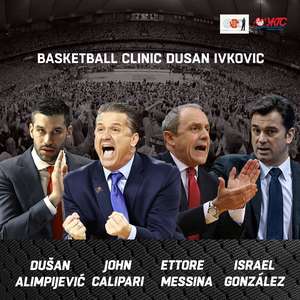 BASKETBALL CLINIC DUSAN IVKOVIC
DUŠAN
ALIMPIJEVIĆ
JOHN
CALIPARI
ETTORE
MESSINA
ISRAEL
GONZÁLEZ